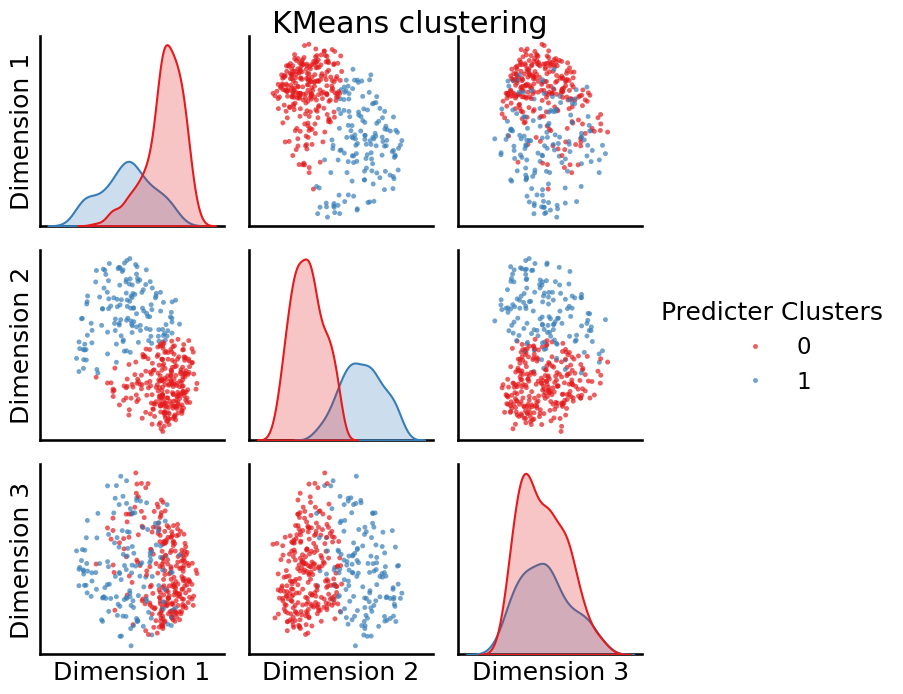 KMeans clustering
Dimension 1
Dimension 2
Dimension 3
Predicter Clusters
0
1
Dimension 1
Dimension 2
Dimension 3